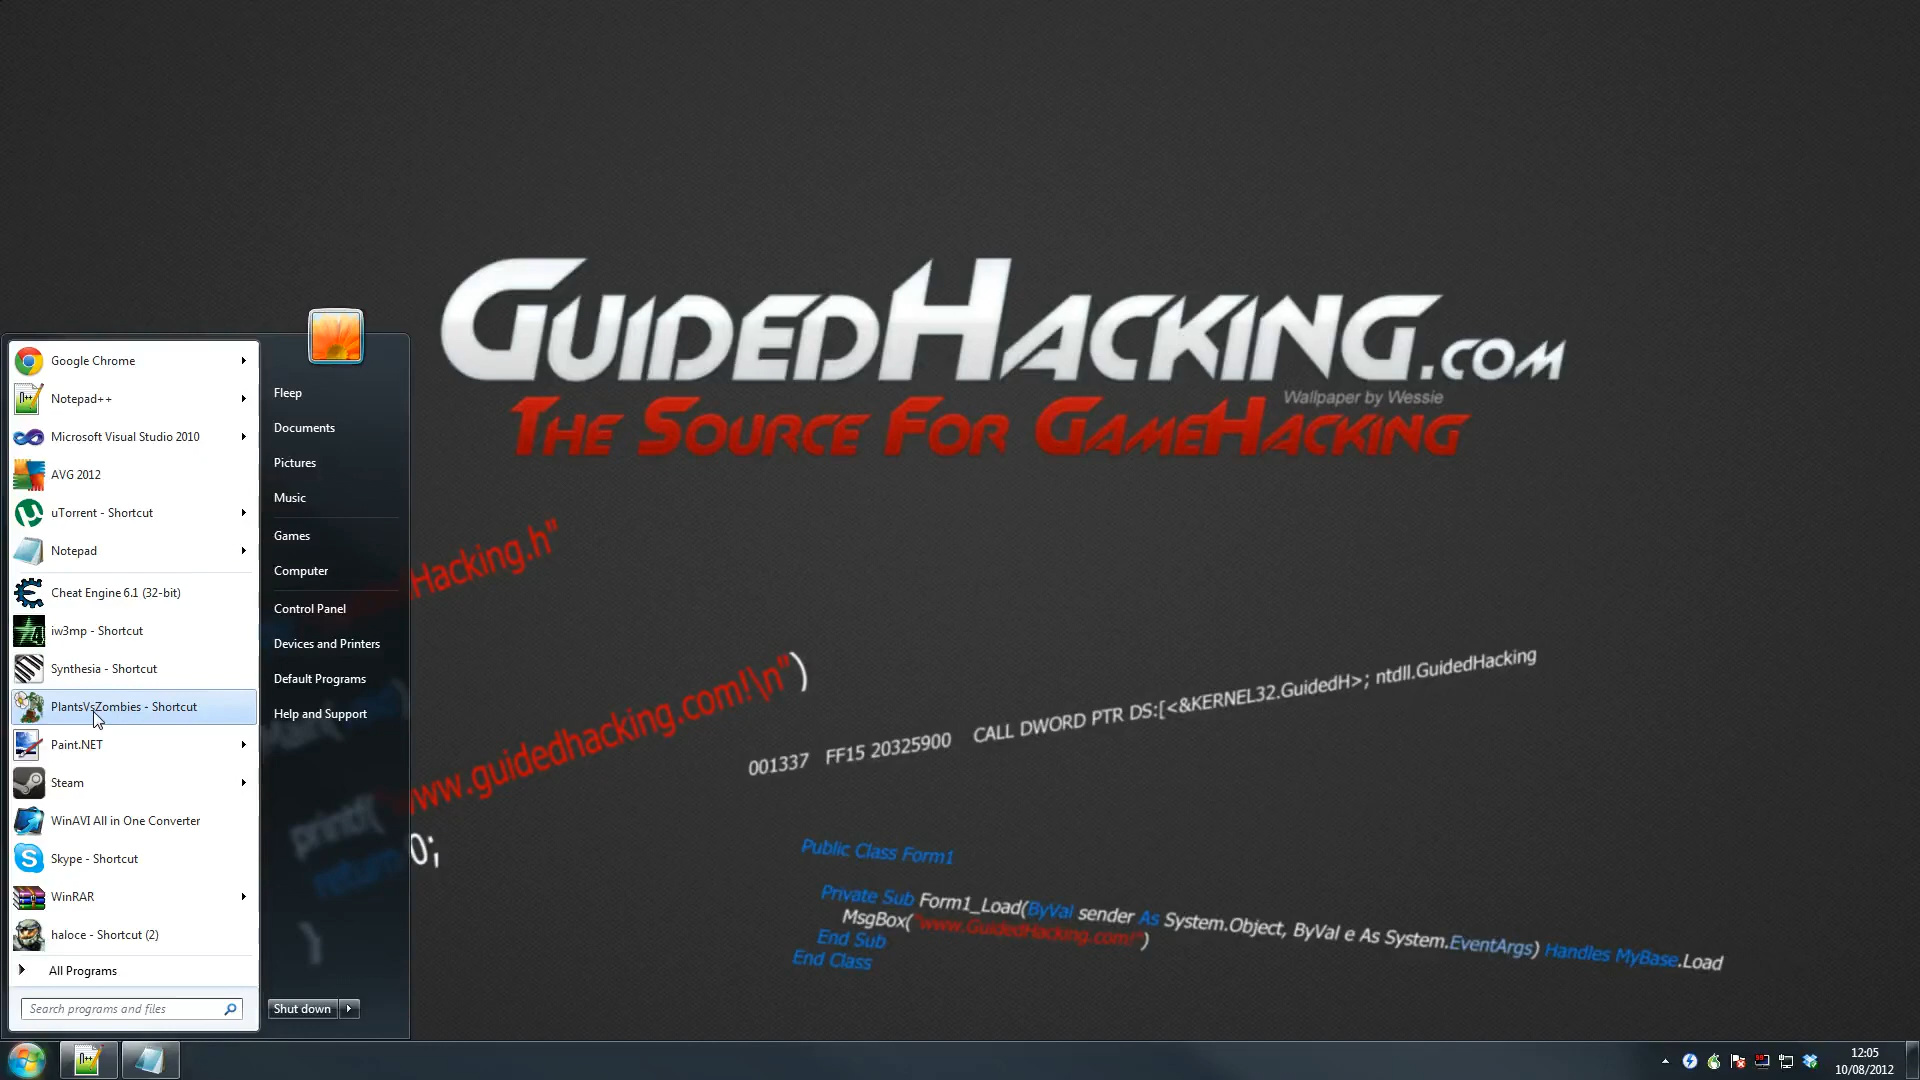 GUIDEDHACKING.COM
Wallpaper by Wessie
THE SOURCE FOR GAMEHACKING
Hacking.h"
www.guidedhacking.com!\n")
printf(
return 0;
}
001337 FF15 20325900 CALL DWORD PTR DS:[<&KERNEL32.GuidedH>; ntdll.GuidedHacking
Public Class Form1
Private Sub Form1_Load(ByVal sender As System.Object, ByVal e As System.EventArgs) Handles MyBase.Load
MsgBox("www.GuidedHacking.com!")
End Sub
End Class
Google Chrome
Notepad++
Microsoft Visual Studio 2010
AVG 2012
uTorrent - Shortcut
Notepad
Cheat Engine 6.1 (32-bit)
iw3mp - Shortcut
Synthesia - Shortcut
PlantsVsZombies - Shortcut
Paint.NET
Steam
WinAVI All in One Converter
Skype - Shortcut
WinRAR
haloce - Shortcut (2)
All Programs
Search programs and files
Fleep
Documents
Pictures
Music
Games
Computer
Control Panel
Devices and Printers
Default Programs
Help and Support
Shut down
12:05
10/08/2012